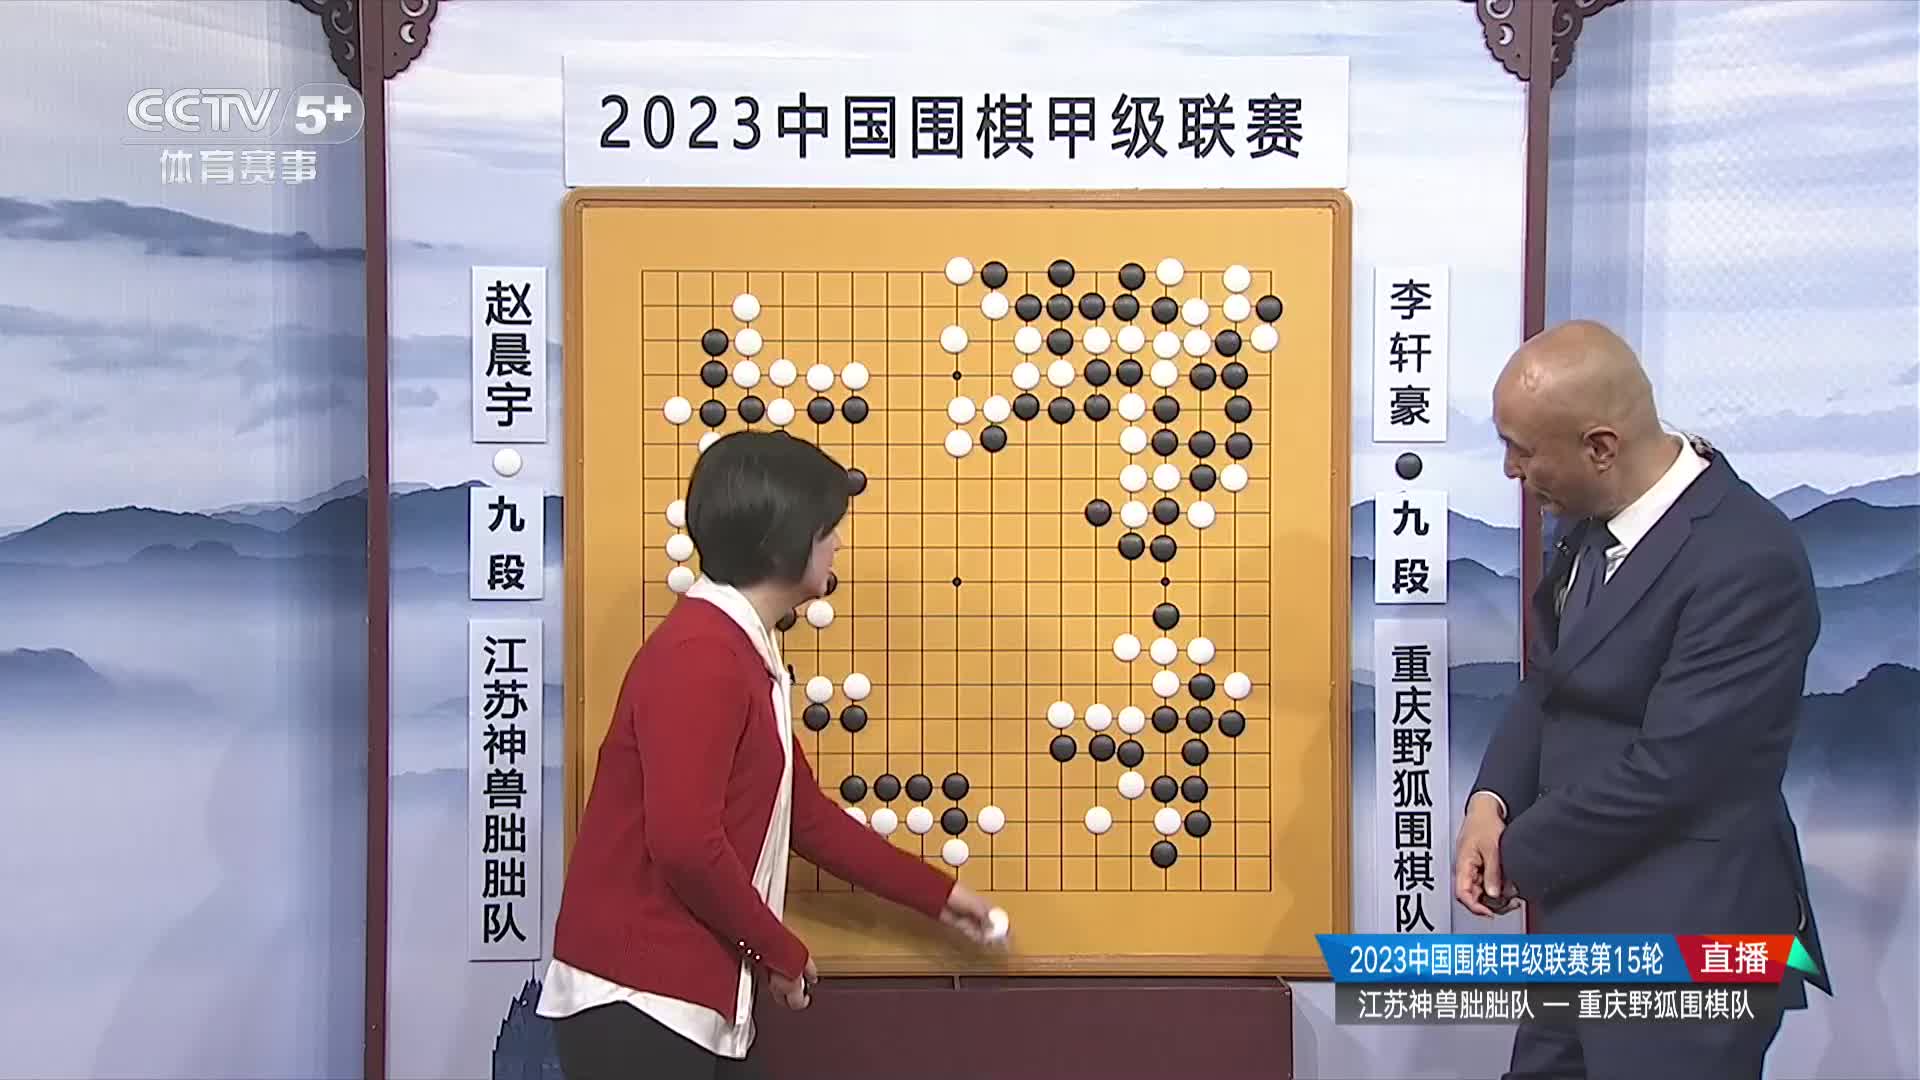 CCTV 5+
体育赛事
2023中国围棋甲级联赛
赵晨宇
九段
江苏神兽朏朏队
李轩豪
九段
重庆野狐围棋队
2023中国围棋甲级联赛第15轮
直播
江苏神兽朏朏队 — 重庆野狐围棋队